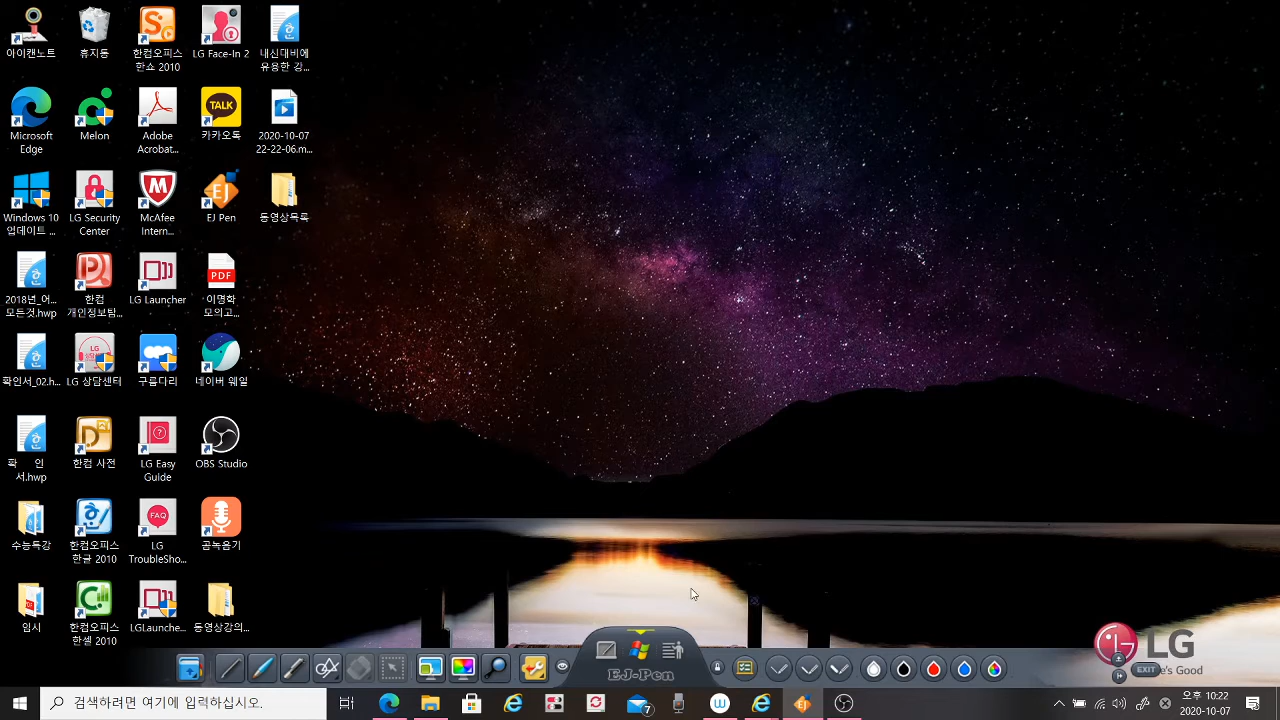 아이캔노트
휴지통
한컴오피스
한쇼 2010
LG Face-In 2
내신대비에
유용한 강...
Microsoft
Edge
Melon
Adobe
Acrobat...
TALK
카카오톡
2020-10-07
22-22-06.m...
Windows 10
업데이트 ...
LG Security
Center
McAfee
Intern...
EJ
EJ Pen
동영상목록
2018년_어...
모든것.hwp
한컴
개인정보탐...
LG Launcher
PDF
이명학
모의고...
확인서_02.h...
LG
LG 상담센터
구름다리
네이버 웨일
확 인
서.hwp
한컴 사전
LG Easy
Guide
OBS Studio
수능특강
한컴오피스
한글 2010
FAQ
LG
TroubleSho...
곰녹음기
임시
한컴오피스
한셀 2010
LGLaunche...
동영상강의...
EJ-Pen
LG
EXIT
e's Good
검색하려면 여기에 입력하십시오.
7
오후 10:22
2020-10-07